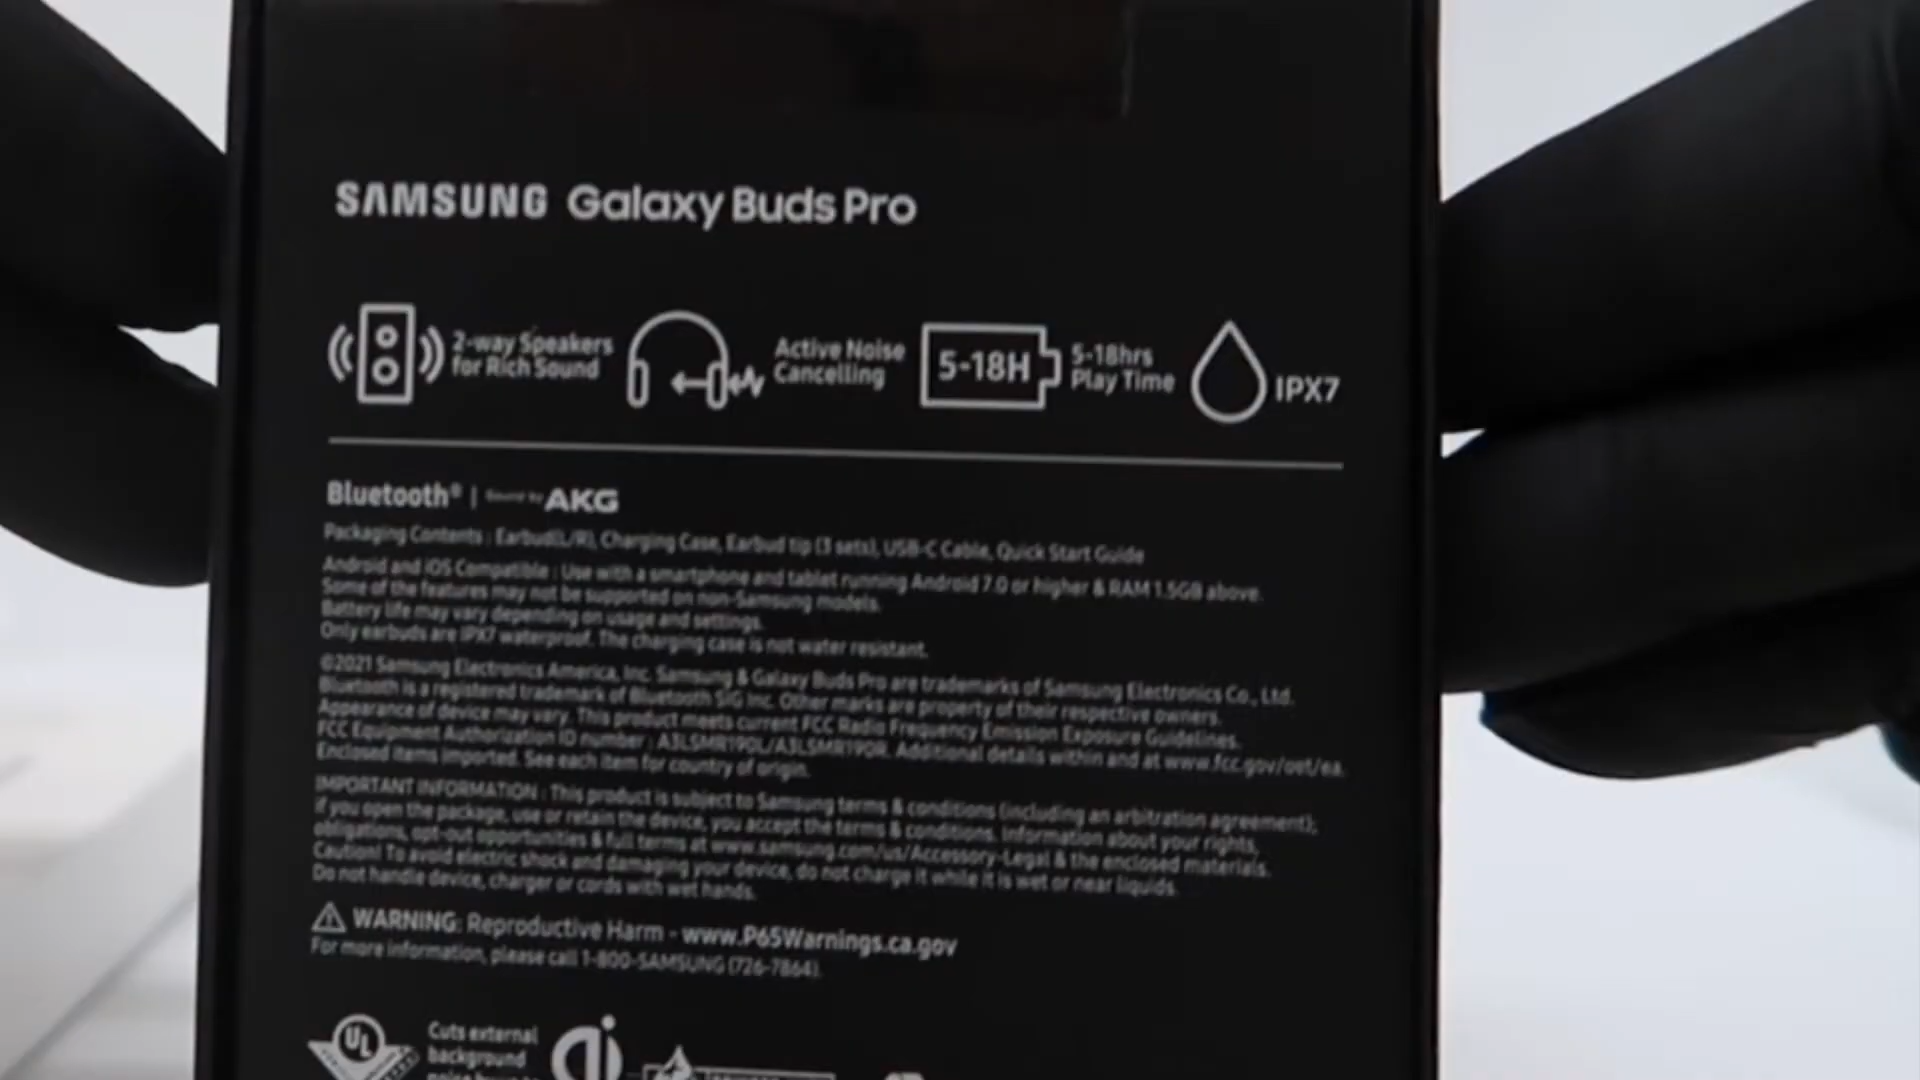 SAMSUNG Galaxy Buds Pro
2-way Speakers
for Rich Sound
Active Noise
Cancelling
5-18H
5-18hrs
Play Time
IPX7
Bluetooth® | Sound by AKG
Packaging Contents : Earbud(L/R), Charging Case, Earbud tip (3 sets), USB-C Cable, Quick Start Guide
Android and iOS Compatible : Use with a smartphone and tablet running Android 7.0 or higher & RAM 1.5GB above.
Some of the features may not be supported on non-Samsung models.
Battery life may vary depending on usage and settings.
Only earbuds are IPX7 waterproof. The charging case is not water resistant.
©2021 Samsung Electronics America, Inc. Samsung & Galaxy Buds Pro are trademarks of Samsung Electronics Co., Ltd.
Bluetooth is a registered trademark of Bluetooth SIG Inc. Other marks are property of their respective owners.
Appearance of device may vary. This product meets current FCC Radio Frequency Emission Exposure Guidelines.
FCC Equipment Authorization ID number : A3LSMR190L/A3LSMR190R. Additional details within and at www.fcc.gov/oet/ea.
Enclosed items imported. See each item for country of origin.
IMPORTANT INFORMATION : This product is subject to Samsung terms & conditions (including an arbitration agreement);
if you open the package, use or retain the device, you accept the terms & conditions. Information about your rights,
obligations, opt-out opportunities & full terms at www.samsung.com/us/Accessory-Legal & the enclosed materials.
Caution! To avoid electric shock and damaging your device, do not charge it while it is wet or near liquids.
Do not handle device, charger or cords with wet hands.
WARNING: Reproductive Harm - www.P65Warnings.ca.gov
For more information, please call 1-800-SAMSUNG (726-7864).
UL
Cuts external
background
qi